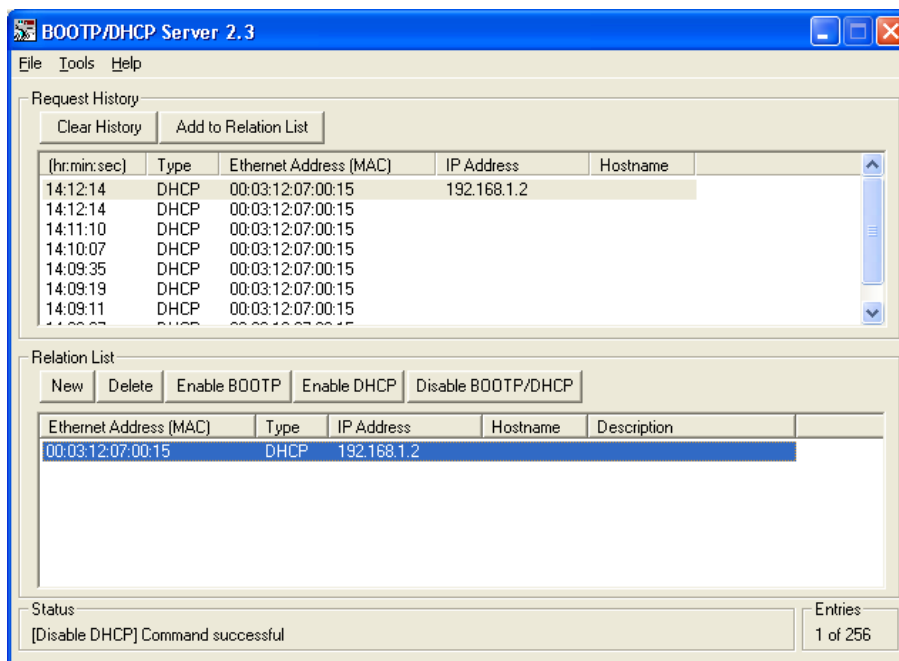 BOOTP/DHCP Server 2.3
File Tools Help
Request History
Clear History Add to Relation List
(hr:min:sec) Type Ethernet Address (MAC) IP Address Hostname
14:12:14 DHCP 00:03:12:07:00:15 192.168.1.2
14:12:14 DHCP 00:03:12:07:00:15
14:11:10 DHCP 00:03:12:07:00:15
14:10:07 DHCP 00:03:12:07:00:15
14:09:35 DHCP 00:03:12:07:00:15
14:09:19 DHCP 00:03:12:07:00:15
14:09:11 DHCP 00:03:12:07:00:15
Relation List
New Delete Enable BOOTP Enable DHCP Disable BOOTP/DHCP
Ethernet Address (MAC) Type IP Address Hostname Description
00:03:12:07:00:15 DHCP 192.168.1.2
Status
[Disable DHCP] Command successful
Entries
1 of 256